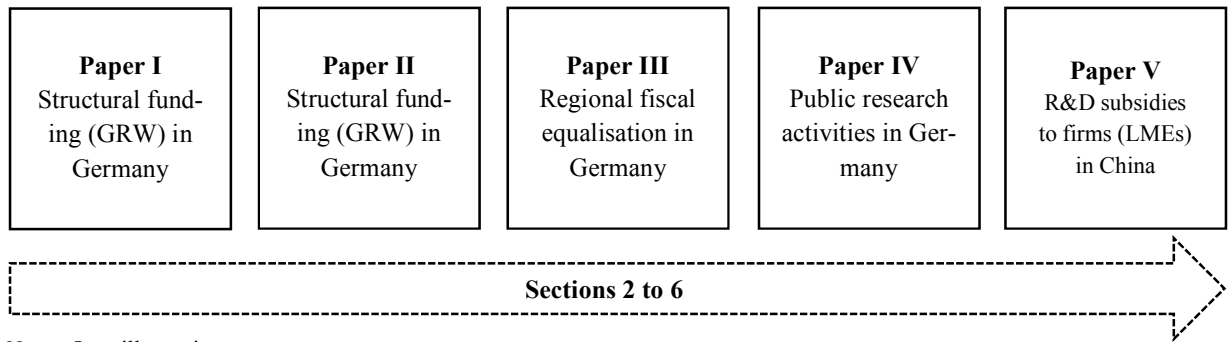 Paper I
Structural fund-
ing (GRW) in
Germany
Paper II
Structural fund-
ing (GRW) in
Germany
Paper III
Regional fiscal
equalisation in
Germany
Paper IV
Public research
activities in Ger-
many
Paper V
R&D subsidies
to firms (LMEs)
in China
Sections 2 to 6